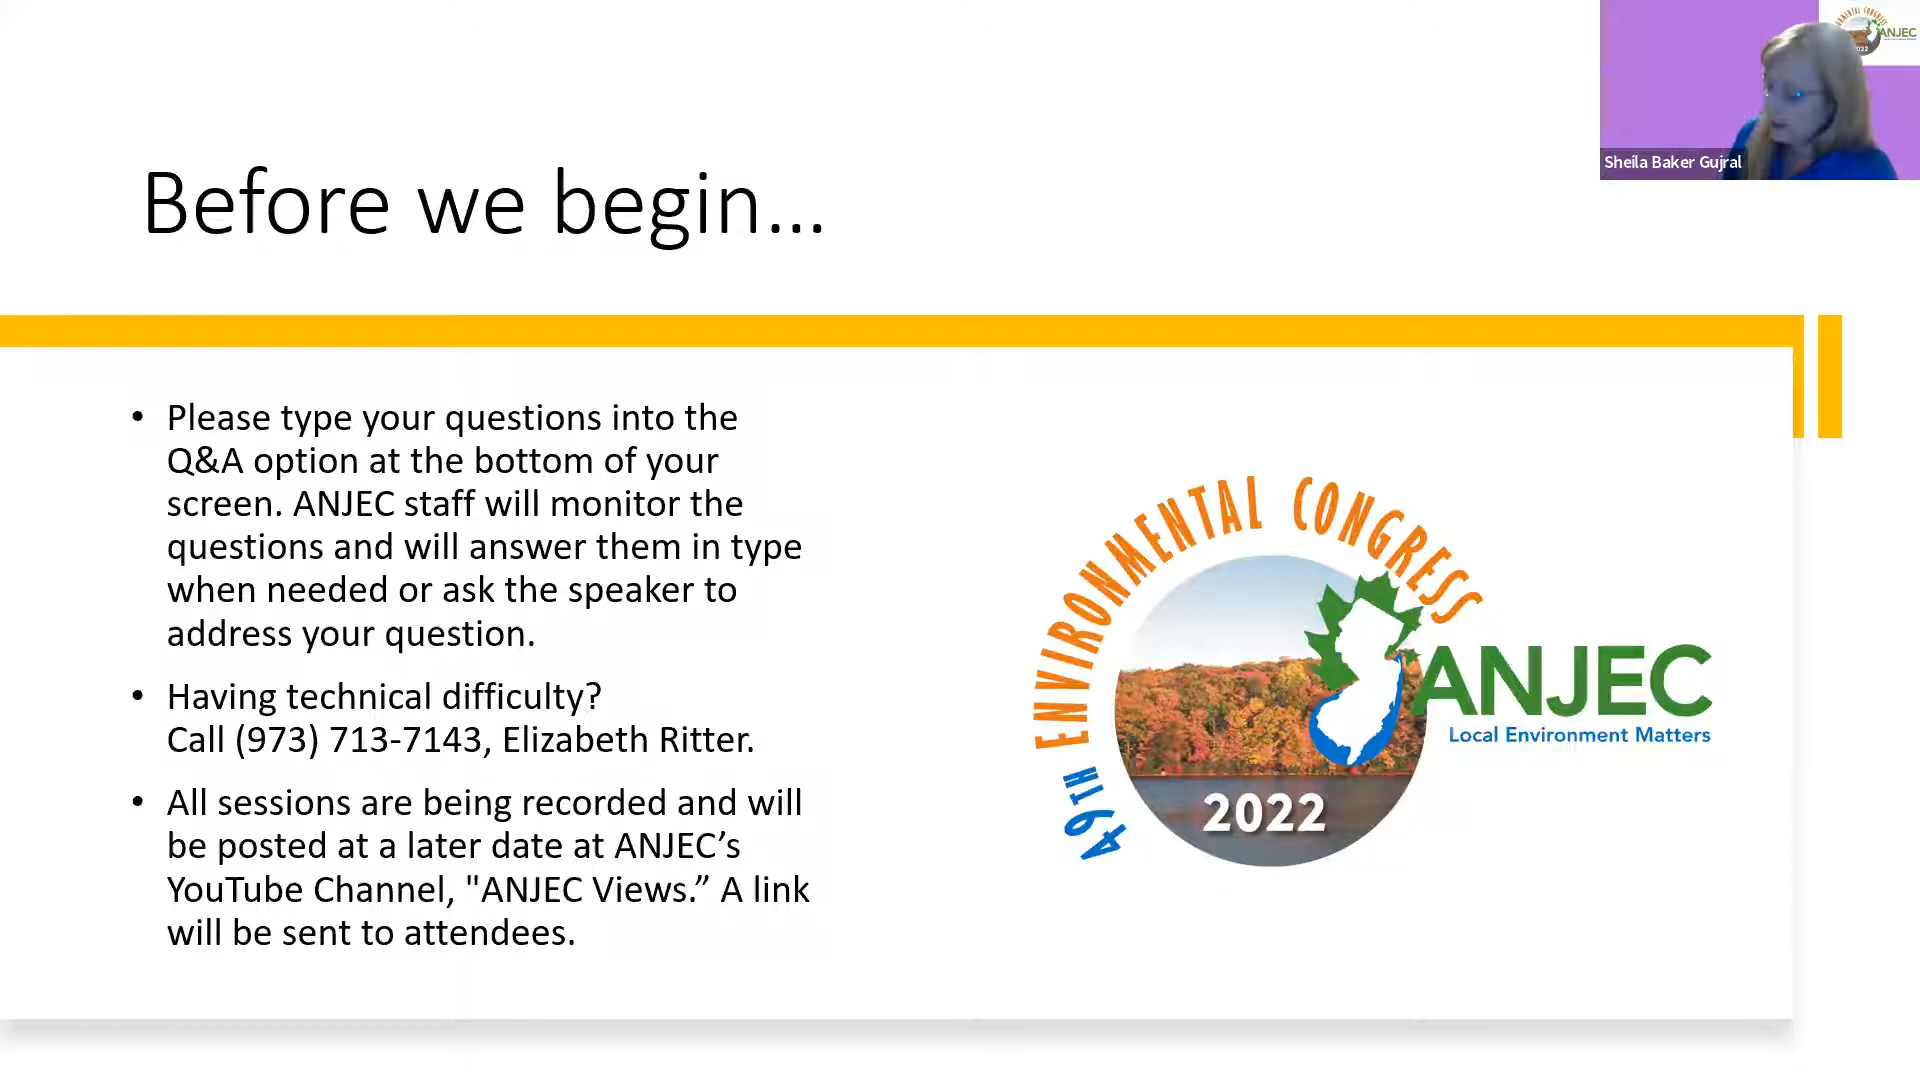 Before we begin...
• Please type your questions into the
Q&A option at the bottom of your
screen. ANJEC staff will monitor the
questions and will answer them in type
when needed or ask the speaker to
address your question.
• Having technical difficulty?
Call (973) 713-7143, Elizabeth Ritter.
• All sessions are being recorded and will
be posted at a later date at ANJEC’s
YouTube Channel, "ANJEC Views.” A link
will be sent to attendees.
49TH ENVIRONMENTAL CONGRESS
2022
ANJEC
Local Environment Matters
Sheila Baker Gujral
ANJEC